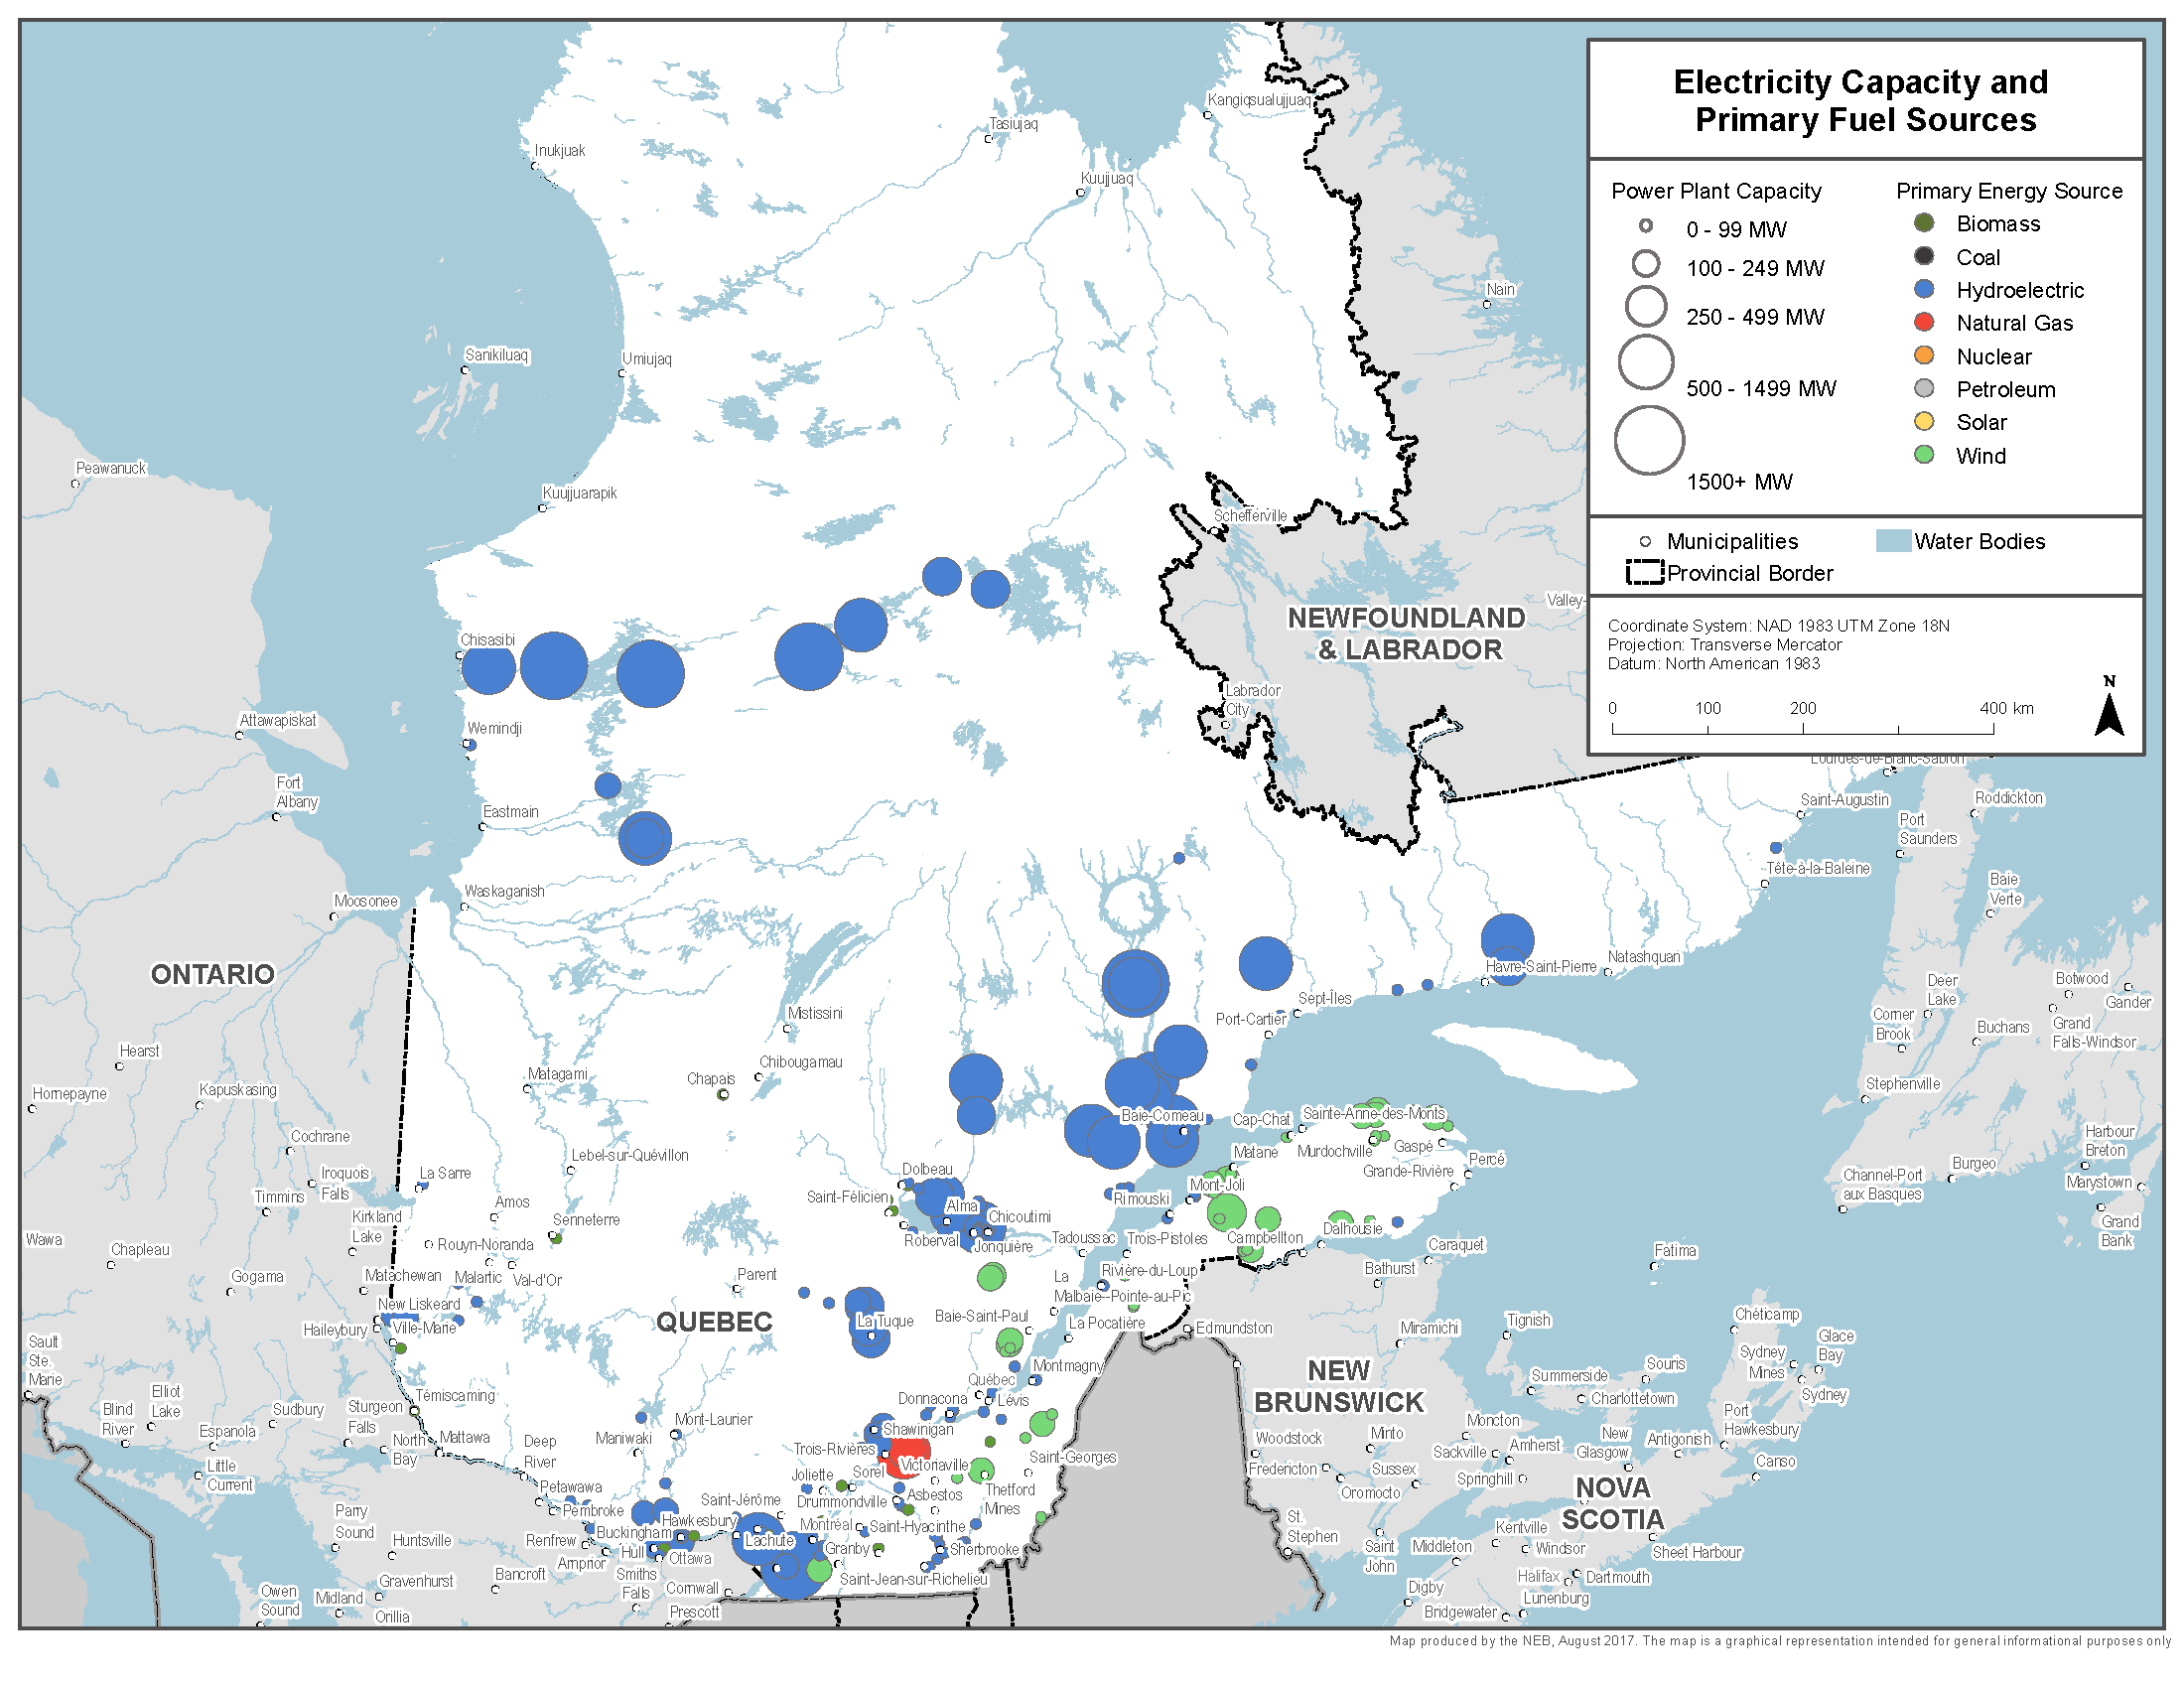 Electricity Capacity and
Primary Fuel Sources
Power Plant Capacity
0 - 99 MW
100 - 249 MW
250 - 499 MW
500 - 1499 MW
1500+ MW
Primary Energy Source
Biomass
Coal
Hydroelectric
Natural Gas
Nuclear
Petroleum
Solar
Wind
Municipalities
Water Bodies
Provincial Border
Coordinate System: NAD 1983 UTM Zone 18N
Projection: Transverse Mercator
Datum: North American 1983
N
0 100 200 400 km
Kangiqsualujjuaq
Tasiujaq
Inukjuak
Kuujjuaq
Nain
Sanikiluaq
Umiujaq
Peawanuck
Kuujjuarapik
Schefferville
Valley-
NEWFOUNDLAND
& LABRADOR
Chisasibi
Labrador
City
Wemindji
Attawapiskat
Fort
Albany
Eastmain
Lourdes-de-Blanc-Sablon
Saint-Augustin
Roddickton
Port
Saunders
Tête-à-la-Baleine
Baie
Verte
Waskaganish
Moosonee
ONTARIO
Natashquan
Havre-Saint-Pierre
Sept-Îles
Port-Cartier
Mistissini
Deer
Lake
Botwood
Gander
Corner
Brook
Buchans
Grand
Falls-Windsor
Hearst
Chibougamau
Chapais
Matagami
Homepayne
Kapuskasing
Stephenville
Baie-Comeau
Cap-Chat
Sainte-Anne-des-Monts
Cochrane
Murdochville
Gaspé
Matane
Grande-Rivière
Percé
Harbour
Breton
Burgeo
Channel-Port
aux Basques
Marystown
Grand
Bank
Lebel-sur-Quévillon
La Sarre
Iroquois
Falls
Timmins
Dolbeau
Saint-Félicien
Mont-Joli
Rimouski
Alma
Chicoutimi
Amos
Senneterre
Kirkland
Lake
Wawa
Chapleau
Rouyn-Noranda
Roberval
Jonquière
Tadoussac
Trois-Pistoles
Campbellton
Dalhousie
Caraquet
Fatima
Bathurst
Gogama
Matachewan
Malartic
Val-d'Or
Parent
La
Malbaie--Pointe-au-Pic
Rivière-du-Loup
New Liskeard
Haileybury
Ville-Marie
QUEBEC
La Tuque
Baie-Saint-Paul
La Pocatière
Edmundston
Miramichi
Tignish
Chéticamp
Glace
Bay
Sydney
Mines
Sydney
Sault
Ste.
Marie
Montmagny
NEW
BRUNSWICK
Souris
Summerside
Charlottetown
Elliot
Lake
Blind
River
Espanola
Sudbury
Sturgeon
Falls
Témiscaming
Québec
Donnacona
Lévis
Moncton
Port
Hawkesbury
North
Bay
Mattawa
Deep
River
Maniwaki
Mont-Laurier
Shawinigan
Trois-Rivières
Saint-Georges
Woodstock
Minto
Sackville
Amherst
New
Glasgow
Antigonish
Canso
Little
Current
Petawawa
Pembroke
Joliette
Sorel
Victoriaville
Asbestos
Thetford
Mines
Fredericton
Sussex
Oromocto
Springhill
NOVA
SCOTIA
Parry
Sound
Huntsville
Renfrew
Arnprior
Buckingham
Hull
Ottawa
Saint-Jérôme
Hawkesbury
Lachute
Drummondville
Montréal
Saint-Hyacinthe
Granby
Sherbrooke
Saint-Jean-sur-Richelieu
St.
Stephen
Saint
John
Kentville
Middleton
Windsor
Sheet Harbour
Halifax
Dartmouth
Digby
Lunenburg
Bridgewater
Owen
Sound
Midland
Gravenhurst
Orillia
Bancroft
Smiths
Falls
Cornwall
Prescott
Map produced by the NEB, August 2017. The map is a graphical representation intended for general informational purposes only